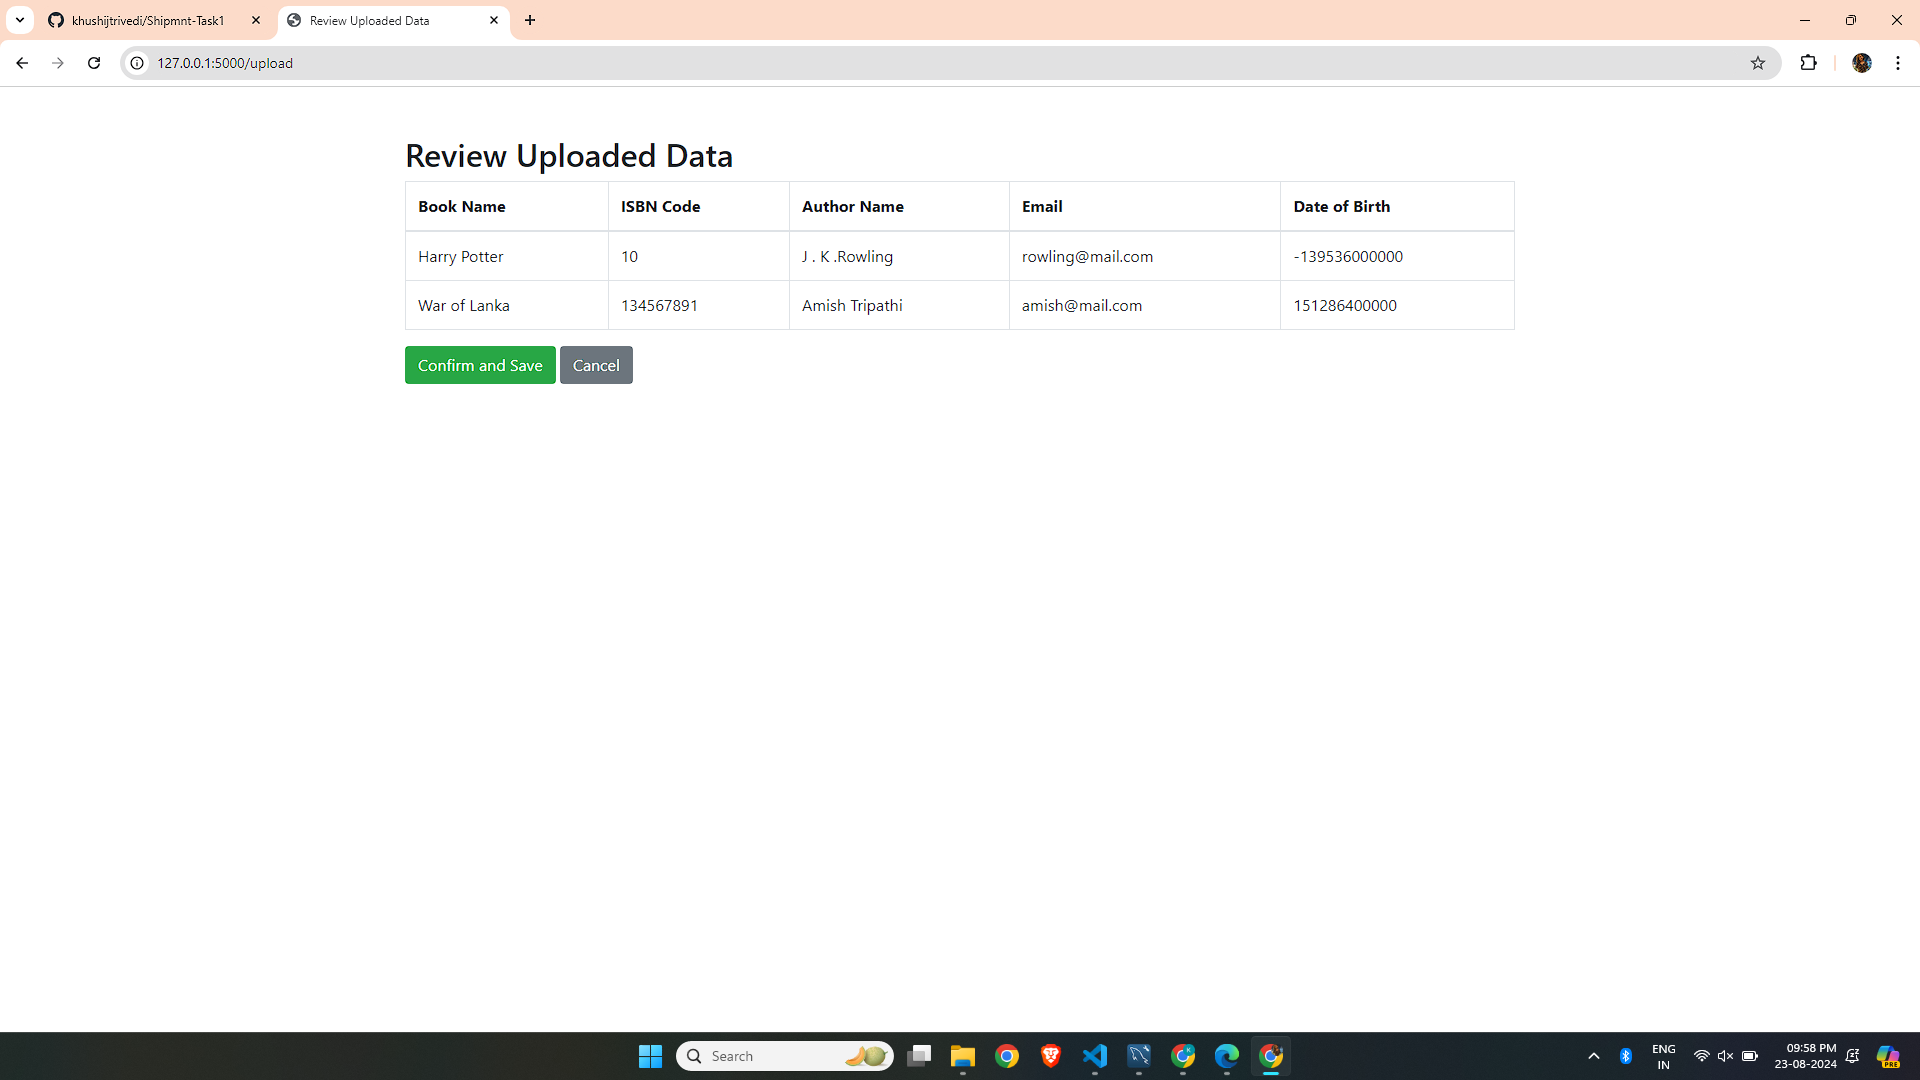 khushijtrivedi/Shipmnt-Task1
Review Uploaded Data
127.0.0.1:5000/upload
Review Uploaded Data
Book Name ISBN Code Author Name Email Date of Birth
Harry Potter 10 J . K .Rowling rowling@mail.com -139536000000
War of Lanka 134567891 Amish Tripathi amish@mail.com 151286400000
Confirm and Save Cancel
Search
ENG
IN
09:58 PM
23-08-2024
PRE